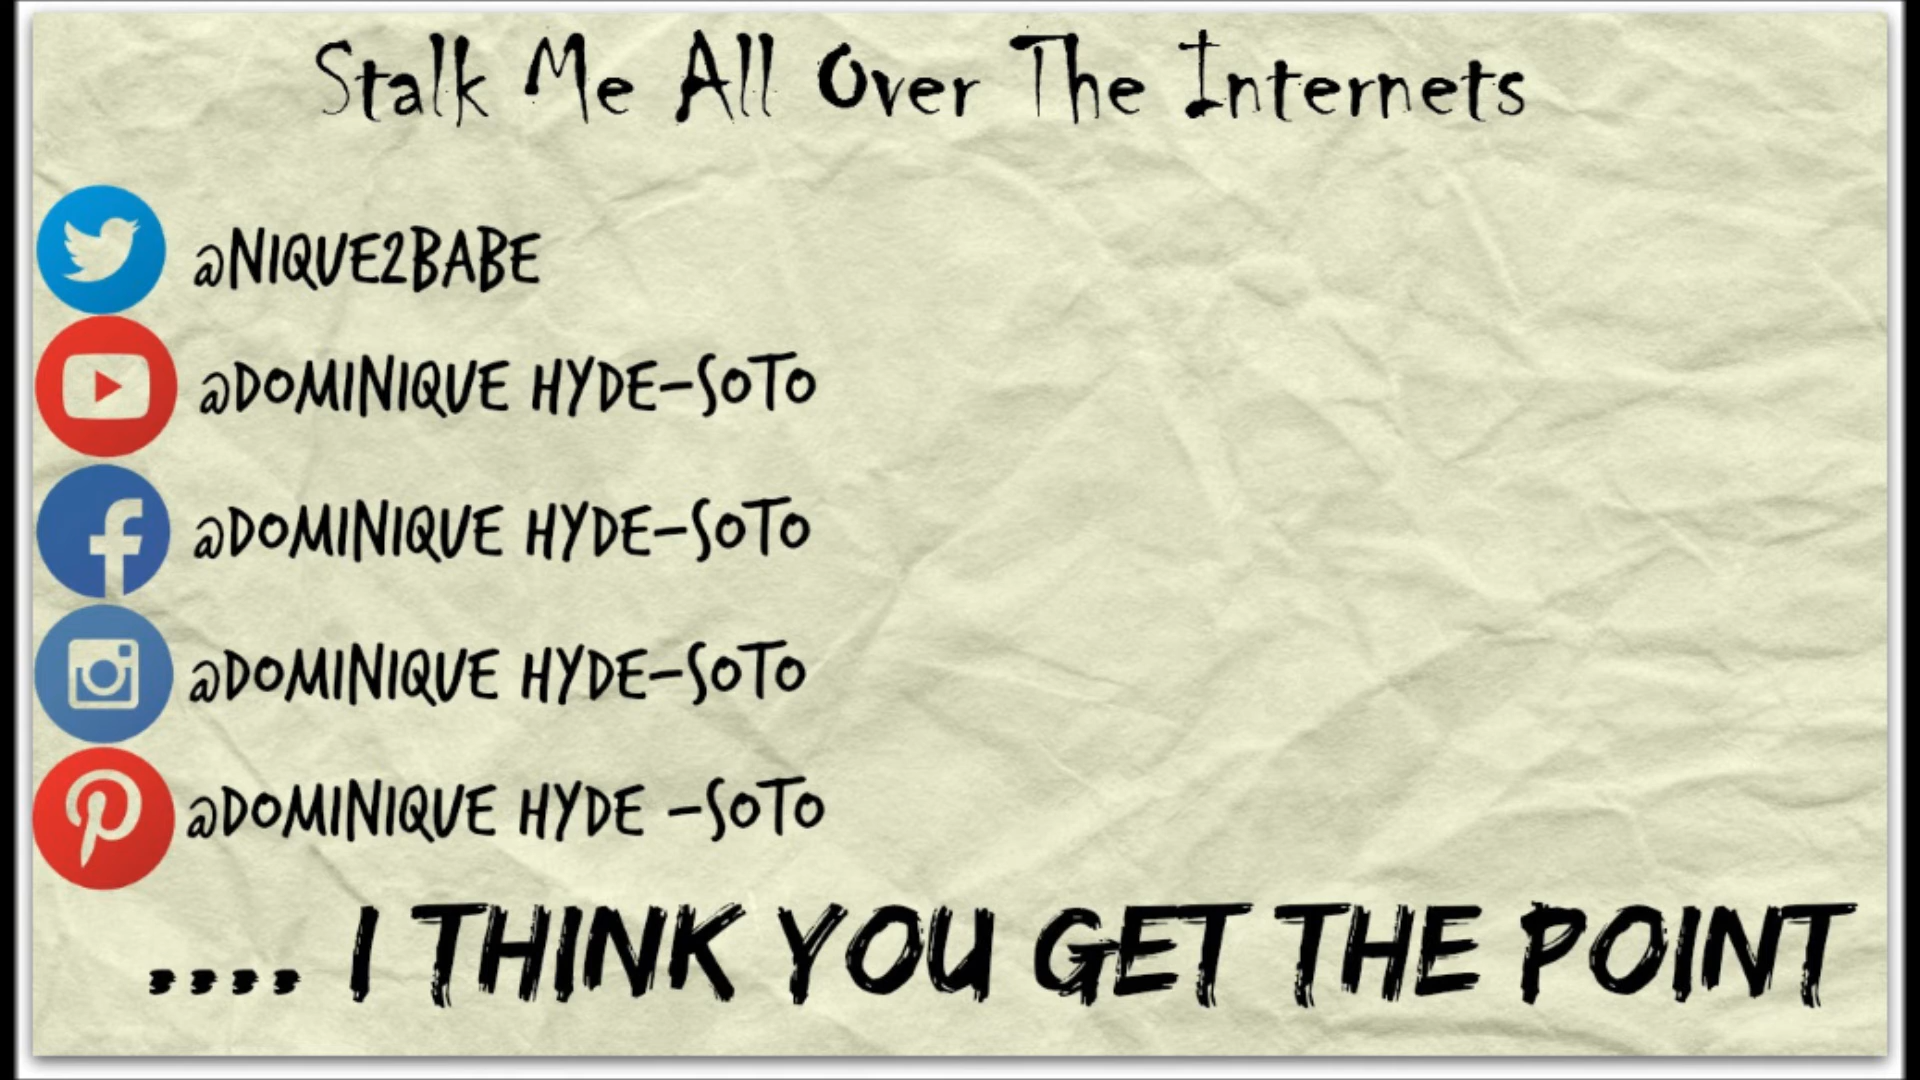 Stalk Me All Over The Internets
@NIQUE2BABE
@DOMINIQUE HYDE-SOTO
@DOMINIQUE HYDE-SOTO
@DOMINIQUE HYDE-SOTO
@DOMINIQUE HYDE -SOTO
,,,, I THINK YOU GET THE POINT